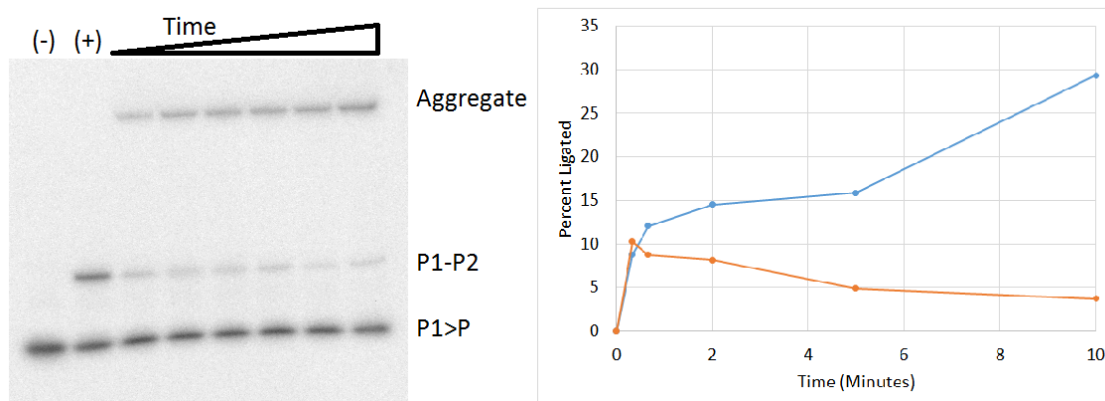 Time
(-) (+)
Aggregate
P1-P2
P1>P
Percent Ligated
35
30
25
20
15
10
5
0
0 2 4 6 8 10
Time (Minutes)